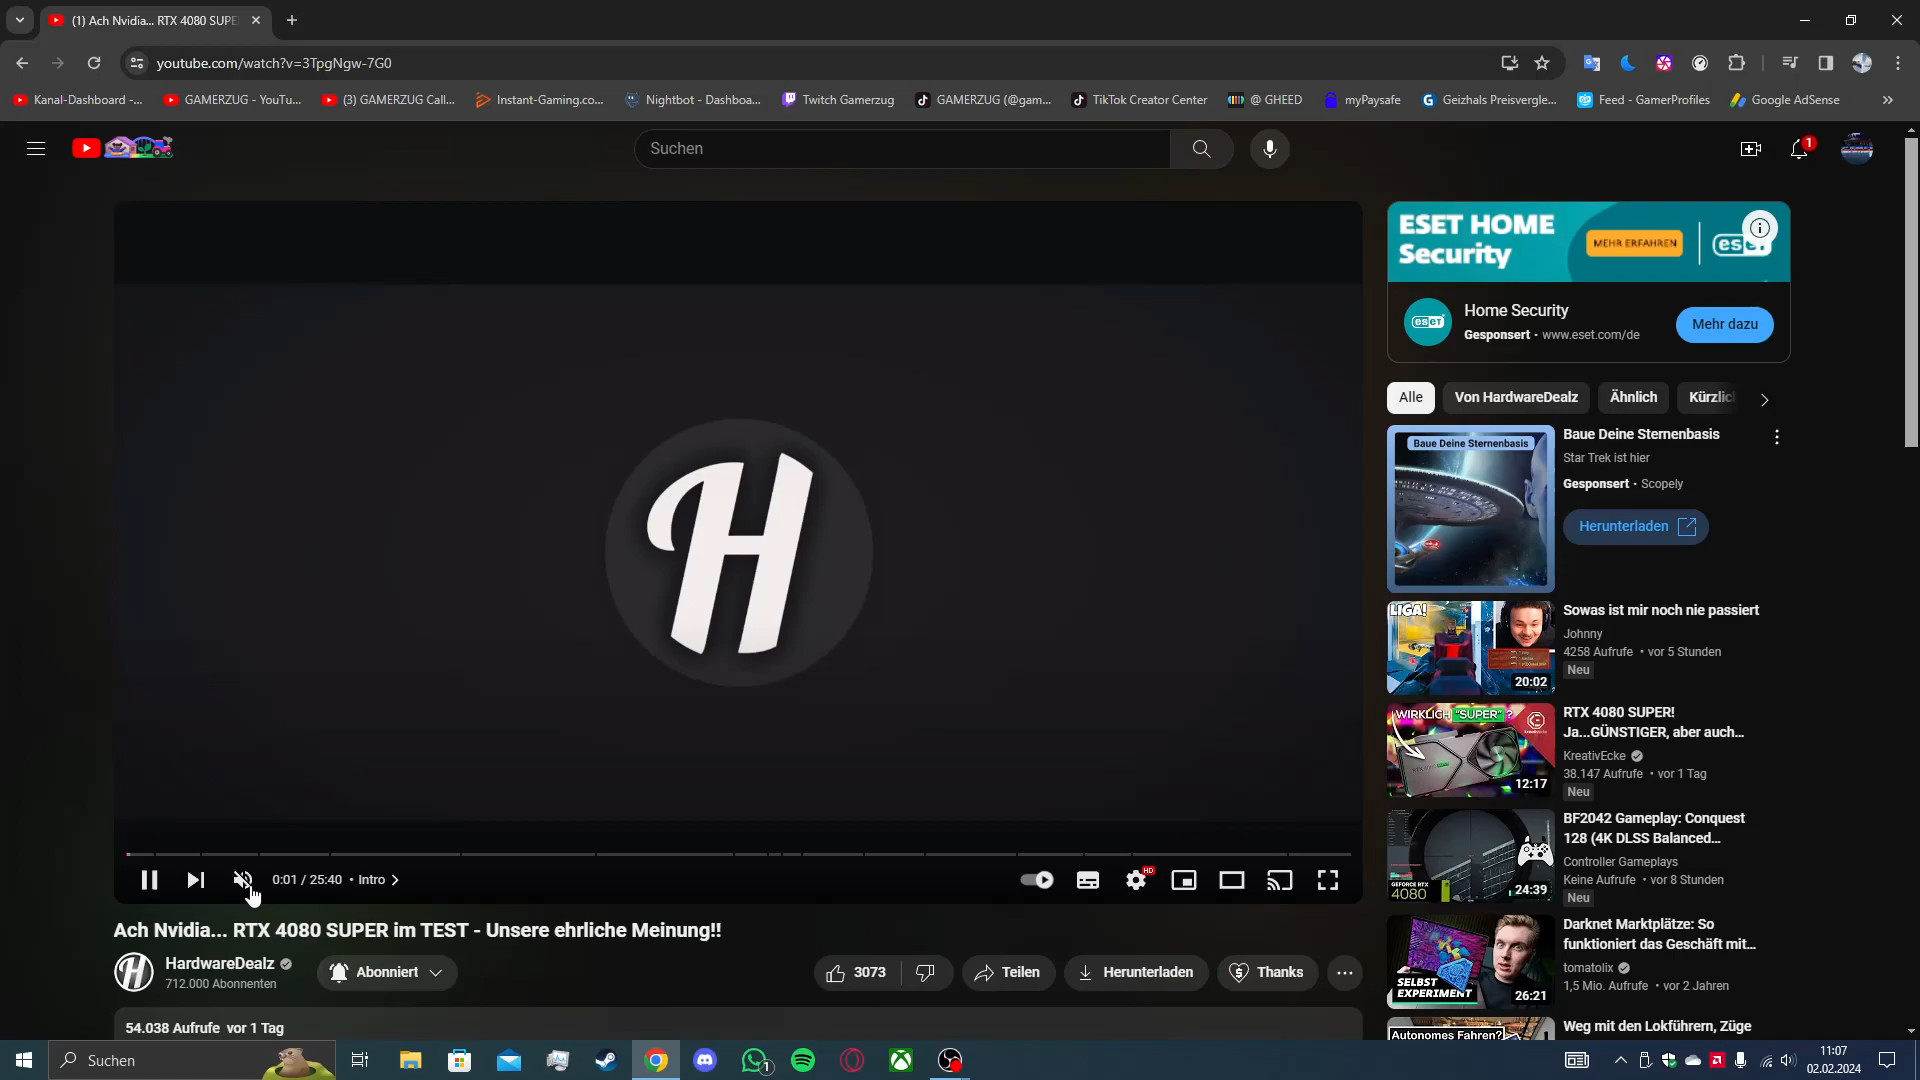 (1) Ach Nvidia... RTX 4080 SUPE
youtube.com/watch?v=3TpgNgw-7G0
Kanal-Dashboard -...
GAMERZUG - YouTu...
(3) GAMERZUG Call...
Instant-Gaming.co...
Nightbot - Dashboa...
Twitch Gamerzug
GAMERZUG (@gam...
TikTok Creator Center
@ GHEED
myPaysafe
Geizhals Preisvergle...
Feed - GamerProfiles
Google AdSense
Suchen
1
H
ESET HOME
Security
MEHR ERFAHREN
Home Security
eseT
Gesponsert • www.eset.com/de
Mehr dazu
Alle
Von HardwareDealz
Ähnlich
Kürzlich
Baue Deine Sternenbasis
Baue Deine Sternenbasis
Star Trek ist hier
Gesponsert • Scopely
Herunterladen
LIGA!
20:02
Sowas ist mir noch nie passiert
Johnny
4258 Aufrufe • vor 5 Stunden
Neu
WIRKLICH "SUPER"?
12:17
RTX 4080 SUPER!
Ja...GÜNSTIGER, aber auch...
KreativEcke
38.147 Aufrufe • vor 1 Tag
Neu
GEFORCE RTX
4080
24:39
BF2042 Gameplay: Conquest
128 (4K DLSS Balanced...
Controller Gameplays
Keine Aufrufe • vor 8 Stunden
Neu
SELBST
EXPERIMENT
26:21
Darknet Marktplätze: So
funktioniert das Geschäft mit...
tomatolix
1,5 Mio. Aufrufe • vor 2 Jahren
Autonomes Fahren?
Weg mit den Lokführern, Züge
0:01 / 25:40 • Intro
HD
Ach Nvidia... RTX 4080 SUPER im TEST - Unsere ehrliche Meinung!!
HardwareDealz
712.000 Abonnenten
Abonniert
3073
Teilen
Herunterladen
Thanks
54.038 Aufrufe vor 1 Tag
Suchen
1
11:07
02.02.2024